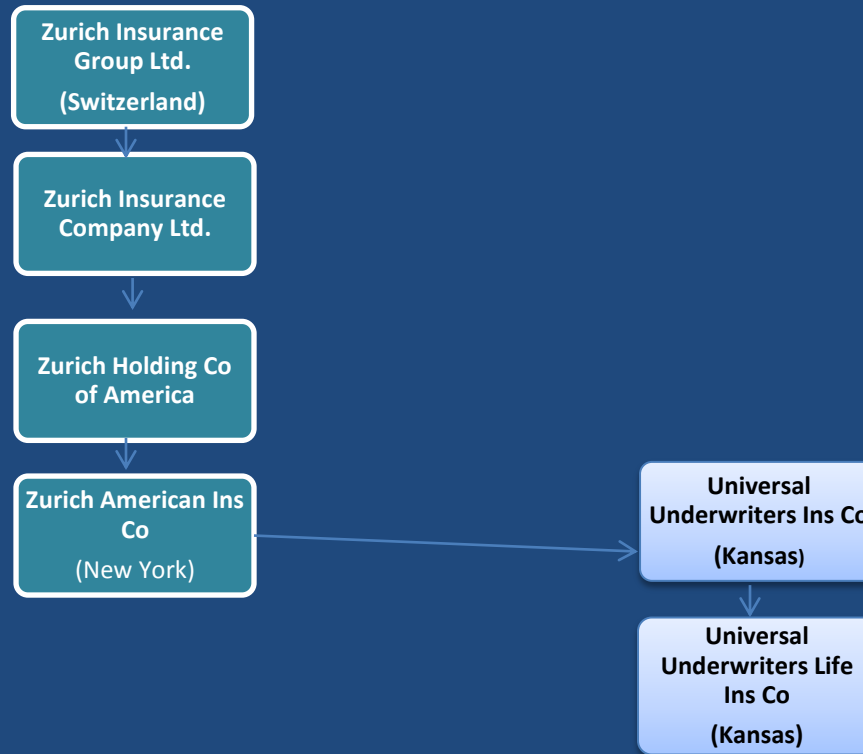 Zurich Insurance
Group Ltd.
(Switzerland)
Zurich Insurance
Company Ltd.
Zurich Holding Co
of America
Zurich American Ins
Co
(New York)
Universal
Underwriters Ins Co
(Kansas)
Universal
Underwriters Life
Ins Co
(Kansas)